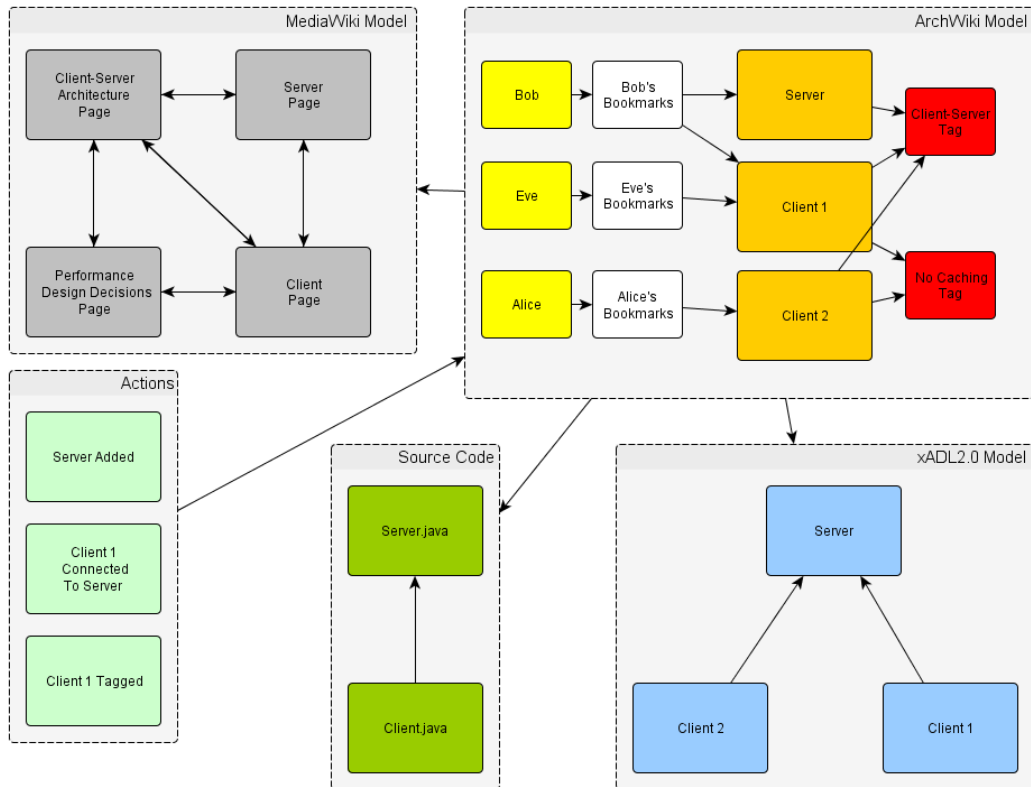 MediaWiki Model
Client-Server
Architecture
Page
Server
Page
Performance
Design Decisions
Page
Client
Page
ArchWiki Model
Bob
Bob's
Bookmarks
Server
Client-Server
Tag
Eve
Eve's
Bookmarks
Client 1
Alice
Alice's
Bookmarks
Client 2
No Caching
Tag
Actions
Server Added
Client 1
Connected
To Server
Client 1 Tagged
Source Code
Server.java
Client.java
xADL2.0 Model
Server
Client 2
Client 1